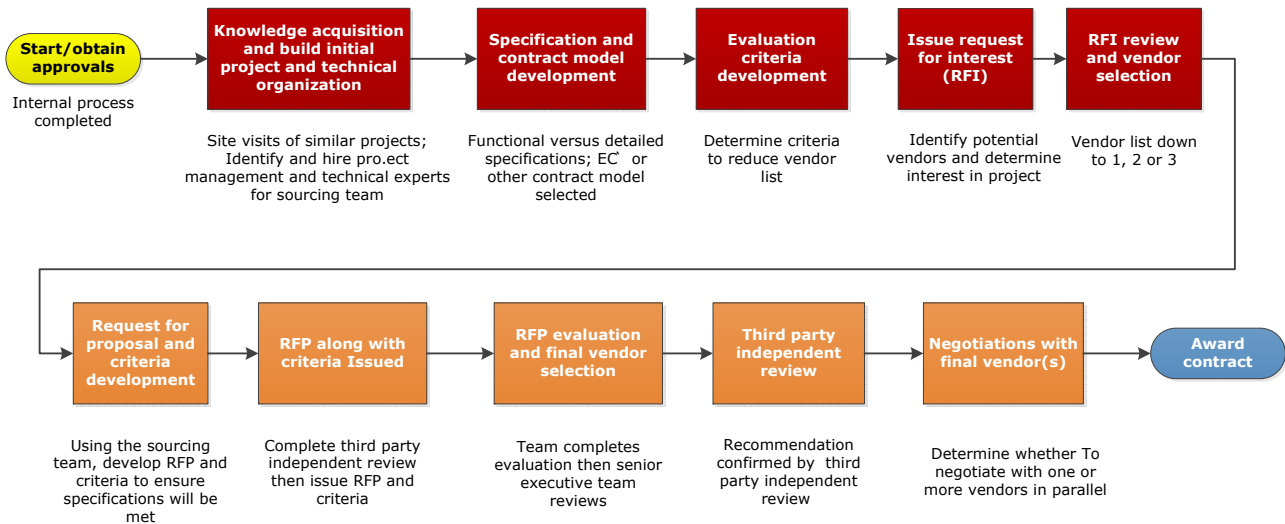 Start/obtain
approvals
Internal process
completed
Knowledge acquisition
and build initial
project and technical
organization
Site visits of similar projects;
Identify and hire pro.ect
management and technical experts
for sourcing team
Specification and
contract model
development
Functional versus detailed
specifications; EC` or
other contract model
selected
Evaluation
criteria
development
Determine criteria
to reduce vendor
list
Issue request
for interest
(RFI)
Identify potential
vendors and determine
interest in project
RFI review
and vendor
selection
Vendor list down
to 1, 2 or 3
Request for
proposal and
criteria
development
Using the sourcing
team, develop RFP and
criteria to ensure
specifications will be
met
RFP along with
criteria Issued
Complete third party
independent review
then issue RFP and
criteria
RFP evaluation
and final vendor
selection
Team completes
evaluation then senior
executive team
reviews
Third party
independent
review
Recommendation
confirmed by third
party independent
review
Negotiations with
final vendor(s)
Determine whether To
negotiate with one or
more vendors in parallel
Award
contract